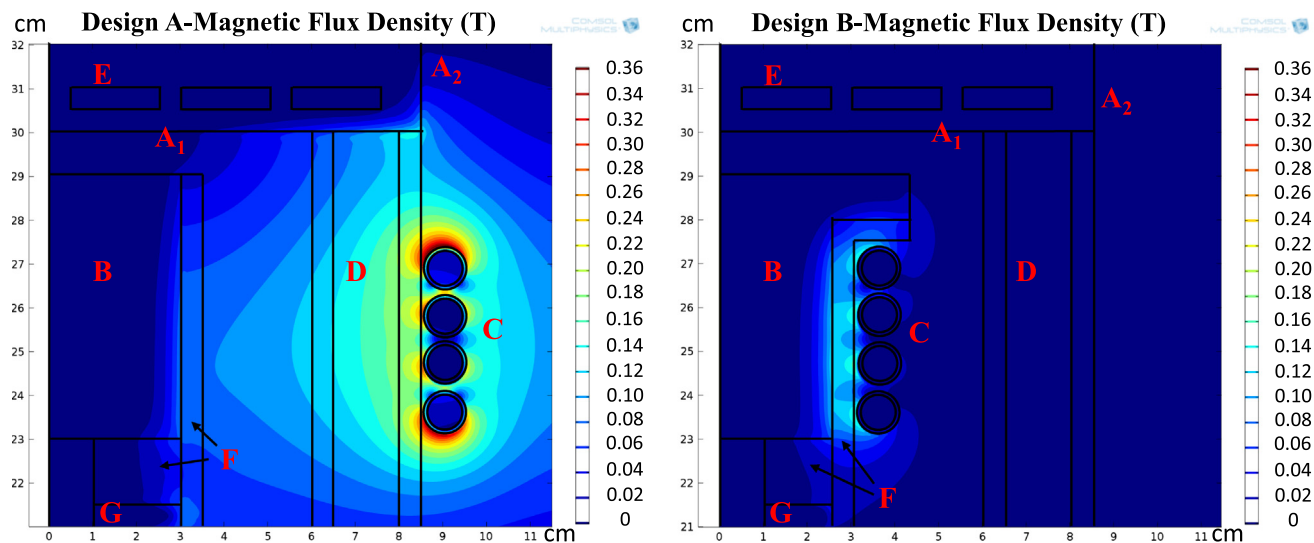 Design A-Magnetic Flux Density (T)
COMSOL
MULTIPHYSICS
cm
32
31
30
29
28
27
26
25
24
23
22
0 1 2 3 4 5 6 7 8 9 10 11 cm
E
A1
A2
B
D
C
F
G
0.36
0.34
0.32
0.30
0.28
0.26
0.24
0.22
0.20
0.18
0.16
0.14
0.12
0.10
0.08
0.06
0.04
0.02
0
Design B-Magnetic Flux Density (T)
COMSOL
MULTIPHYSICS
cm
32
31
30
29
28
27
26
25
24
23
22
21
0 1 2 3 4 5 6 7 8 9 10 11 cm
E
A1
A2
B
D
C
F
G
0.36
0.34
0.32
0.30
0.28
0.26
0.24
0.22
0.20
0.18
0.16
0.14
0.12
0.10
0.08
0.06
0.04
0.02
0